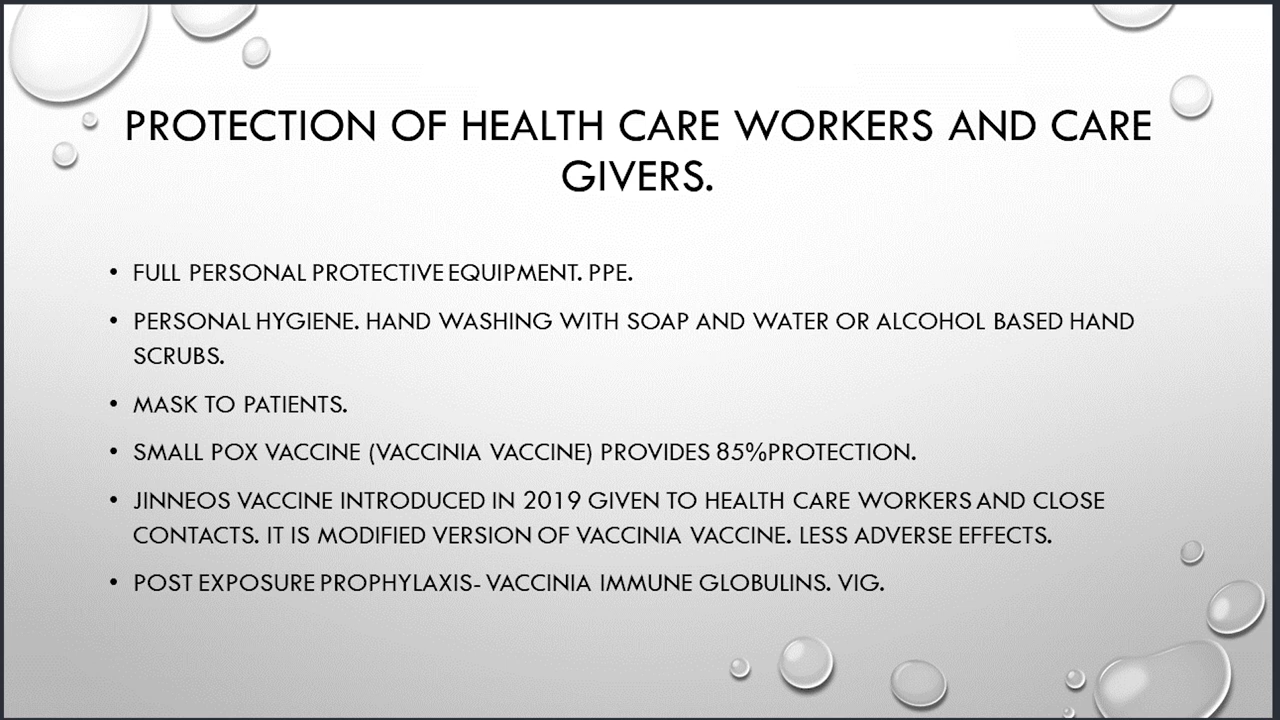 PROTECTION OF HEALTH CARE WORKERS AND CARE
GIVERS.
• FULL PERSONAL PROTECTIVE EQUIPMENT. PPE.
• PERSONAL HYGIENE. HAND WASHING WITH SOAP AND WATER OR ALCOHOL BASED HAND
SCRUBS.
• MASK TO PATIENTS.
• SMALL POX VACCINE (VACCINIA VACCINE) PROVIDES 85%PROTECTION.
• JINNEOS VACCINE INTRODUCED IN 2019 GIVEN TO HEALTH CARE WORKERS AND CLOSE
CONTACTS. IT IS MODIFIED VERSION OF VACCINIA VACCINE. LESS ADVERSE EFFECTS.
• POST EXPOSURE PROPHYLAXIS- VACCINIA IMMUNE GLOBULINS. VIG.